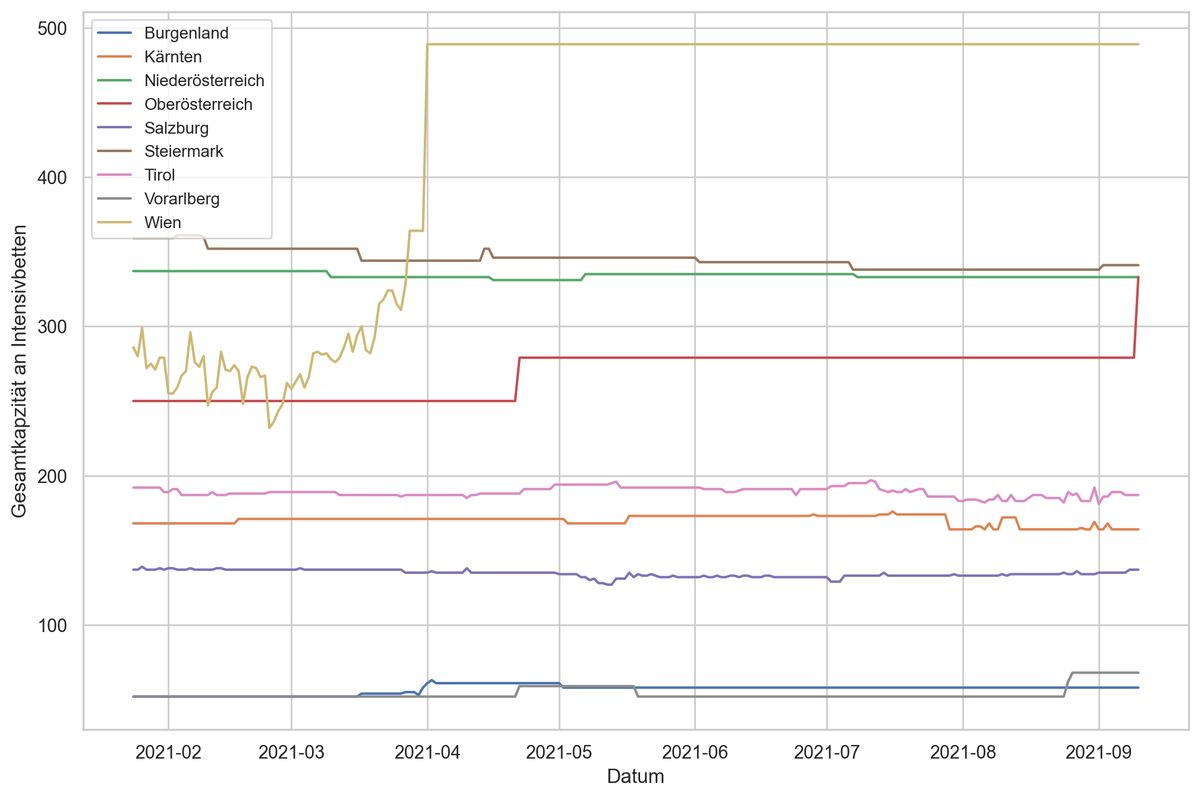 Burgenland
Kärnten
Niederösterreich
Oberösterreich
Salzburg
Steiermark
Tirol
Vorarlberg
Wien
500
400
300
200
100
Gesamtkapzität an Intensivbetten
2021-02 2021-03 2021-04 2021-05 2021-06 2021-07 2021-08 2021-09
Datum